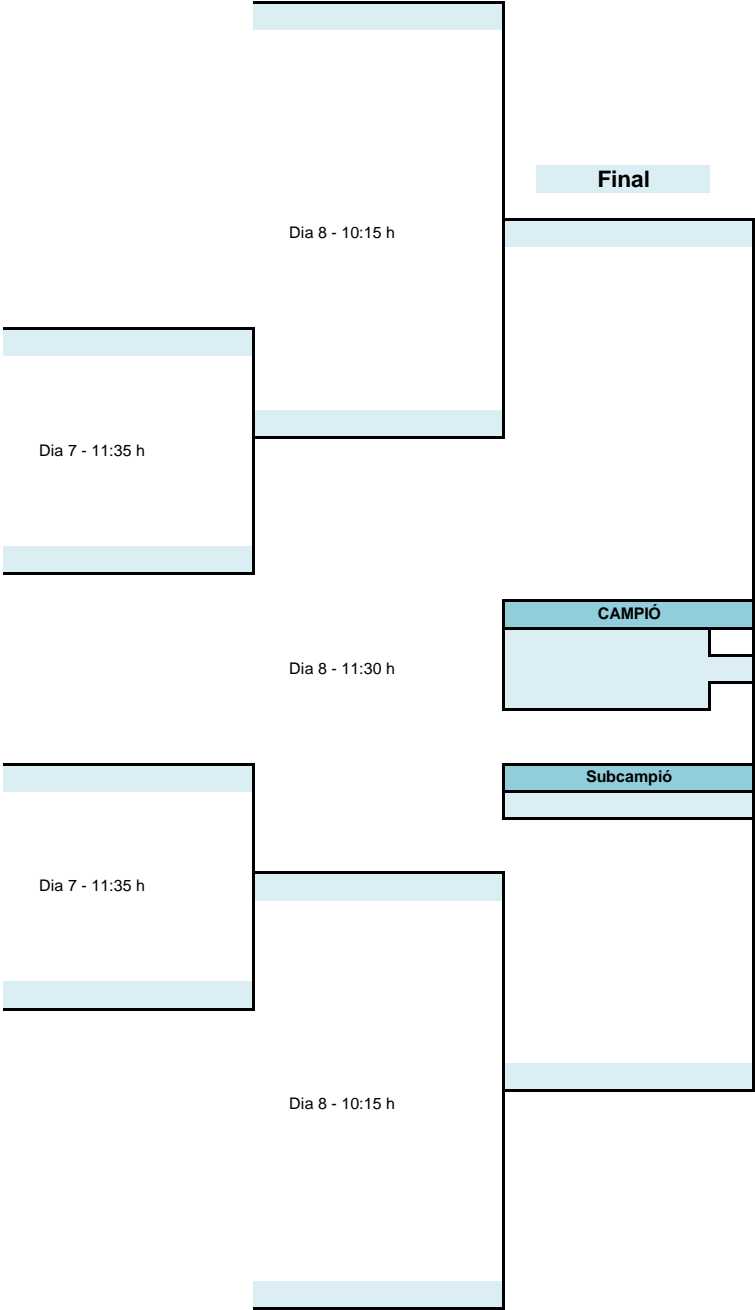 Final
Dia 8 - 10:15 h
Dia 7 - 11:35 h
CAMPIÓ
Dia 8 - 11:30 h
Subcampió
Dia 7 - 11:35 h
Dia 8 - 10:15 h